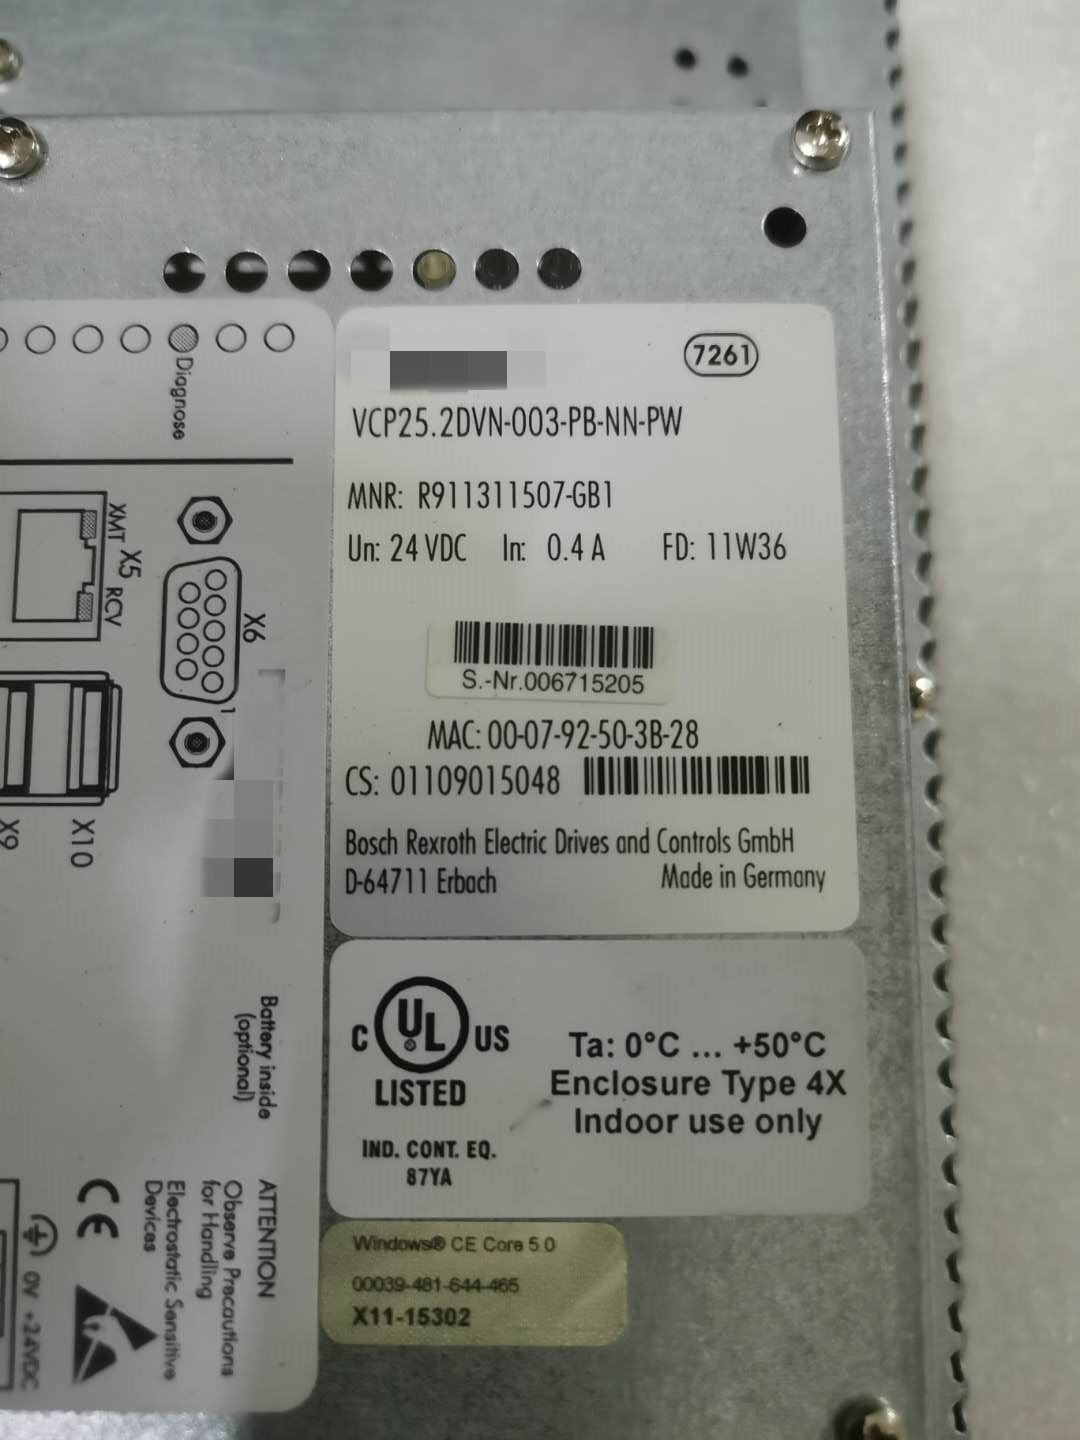 7261
VCP25.2DVN-003-PB-NN-PW
MNR: R911311507-GB1
Un: 24 VDC In: 0.4 A FD: 11W36
S.-Nr.006715205
MAC: 00-07-92-50-3B-28
CS: 01109015048
Bosch Rexroth Electric Drives and Controls GmbH
D-64711 Erbach Made in Germany
C UL US
LISTED
IND. CONT. EQ.
87YA
Ta: 0°C ... +50°C
Enclosure Type 4X
Indoor use only
Windows® CE Core 5.0
00039-481-644-465
X11-15302
Diagnose
XMT X5 RCV
X6
1
X9
X10
Battery inside
(optional)
ATTENTION
Observe Precautions
for Handling
Electrostatic Sensitive
Devices
CE
0V +24VDC